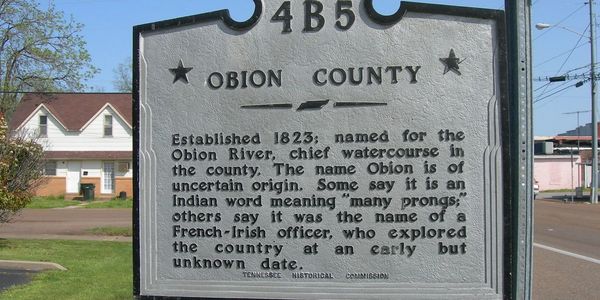 4B5
OBION COUNTY
Established 1823; named for the
Obion River, chief watercourse in
the county. The name Obion is of
uncertain origin. Some say it is an
Indian word meaning "many prongs;"
others say it was the name of a
French-Irish officer, who explored
the country at an early but
unknown date.
TENNESSEE HISTORICAL COMMISSION